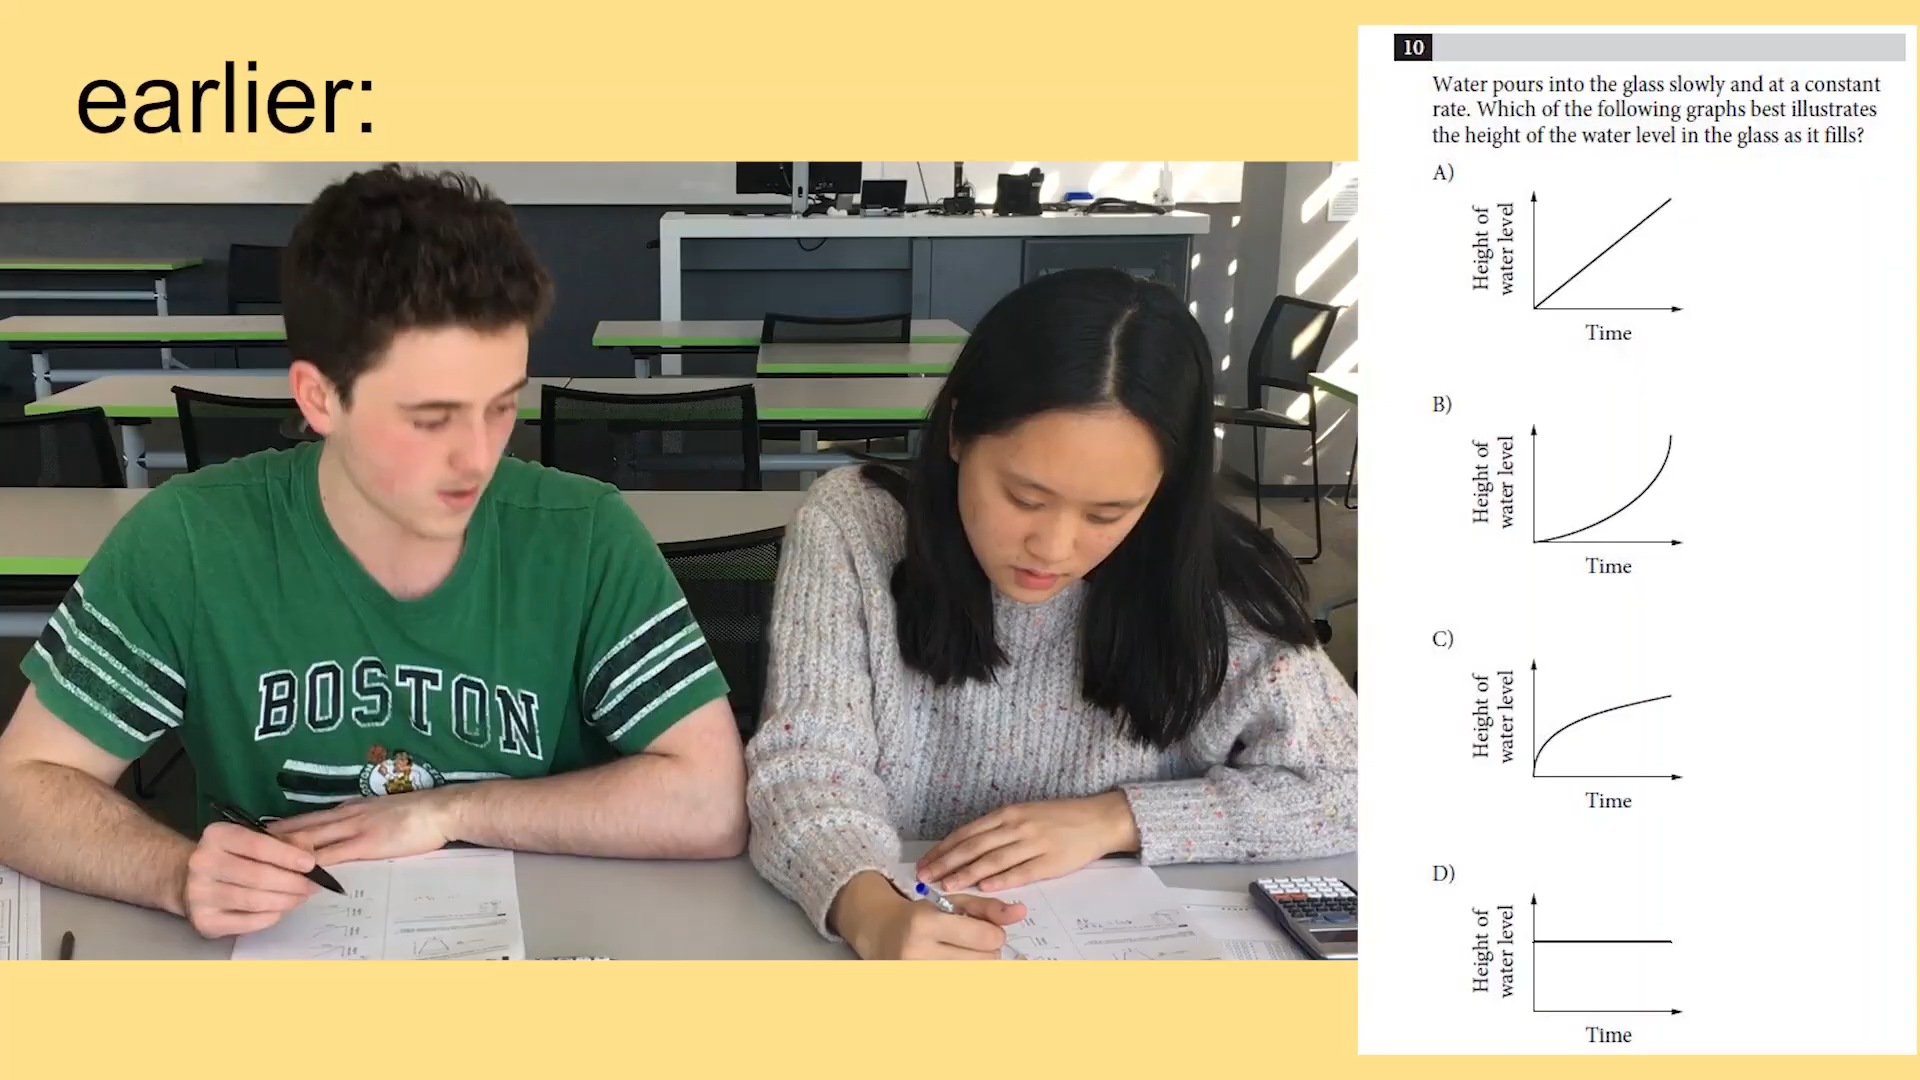 earlier:
BOSTON
10
Water pours into the glass slowly and at a constant
rate. Which of the following graphs best illustrates
the height of the water level in the glass as it fills?
A)
Height of
water level
Time
B)
Height of
water level
Time
C)
Height of
water level
Time
D)
Height of
water level
Time